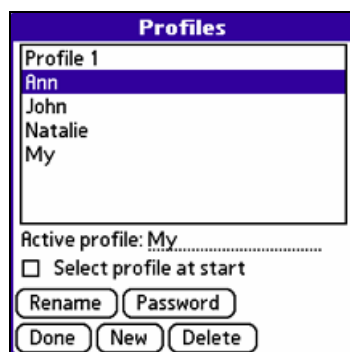 Profiles
Profile 1
Ann
John
Natalie
My
Active profile: My
Select profile at start
Rename Password
Done New Delete